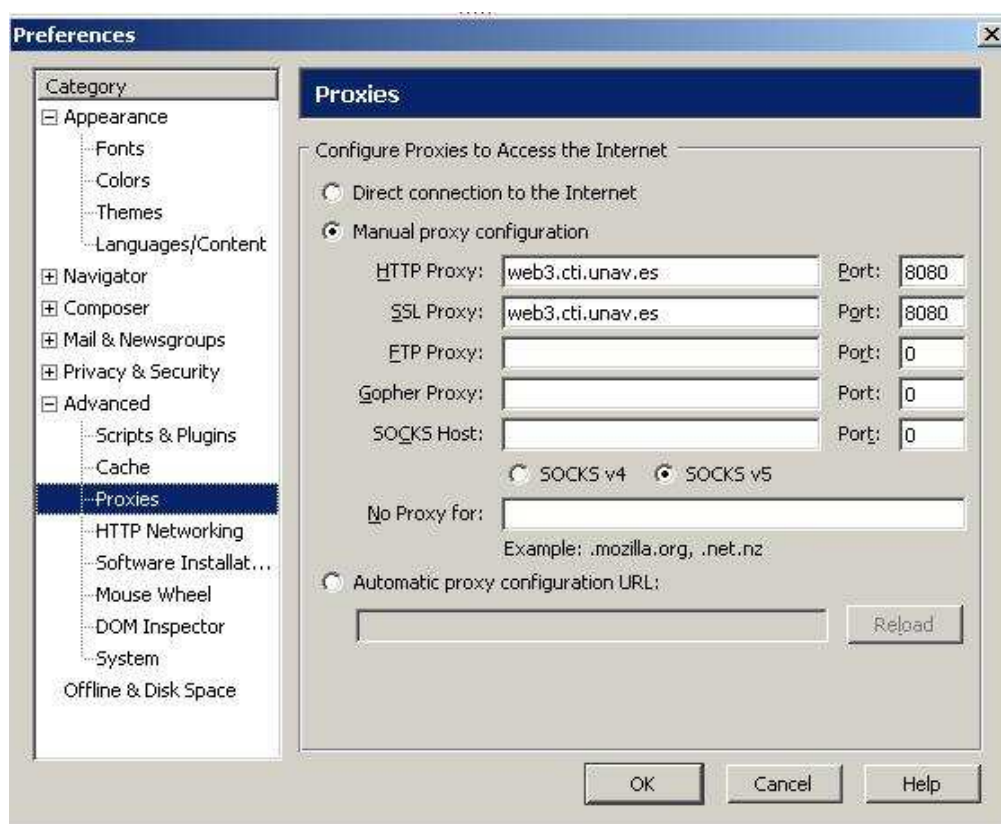 Preferences
Category
Appearance
Fonts
Colors
Themes
Languages/Content
Navigator
Composer
Mail & Newsgroups
Privacy & Security
Advanced
Scripts & Plugins
Cache
Proxies
HTTP Networking
Software Installat...
Mouse Wheel
DOM Inspector
System
Offline & Disk Space
Proxies
Configure Proxies to Access the Internet
Direct connection to the Internet
Manual proxy configuration
HTTP Proxy: web3.cti.unav.es Port: 8080
SSL Proxy: web3.cti.unav.es Port: 8080
FTP Proxy: Port: 0
Gopher Proxy: Port: 0
SOCKS Host: Port: 0
SOCKS v4 SOCKS v5
No Proxy for:
Example: .mozilla.org, .net.nz
Automatic proxy configuration URL:
Reload
OK Cancel Help